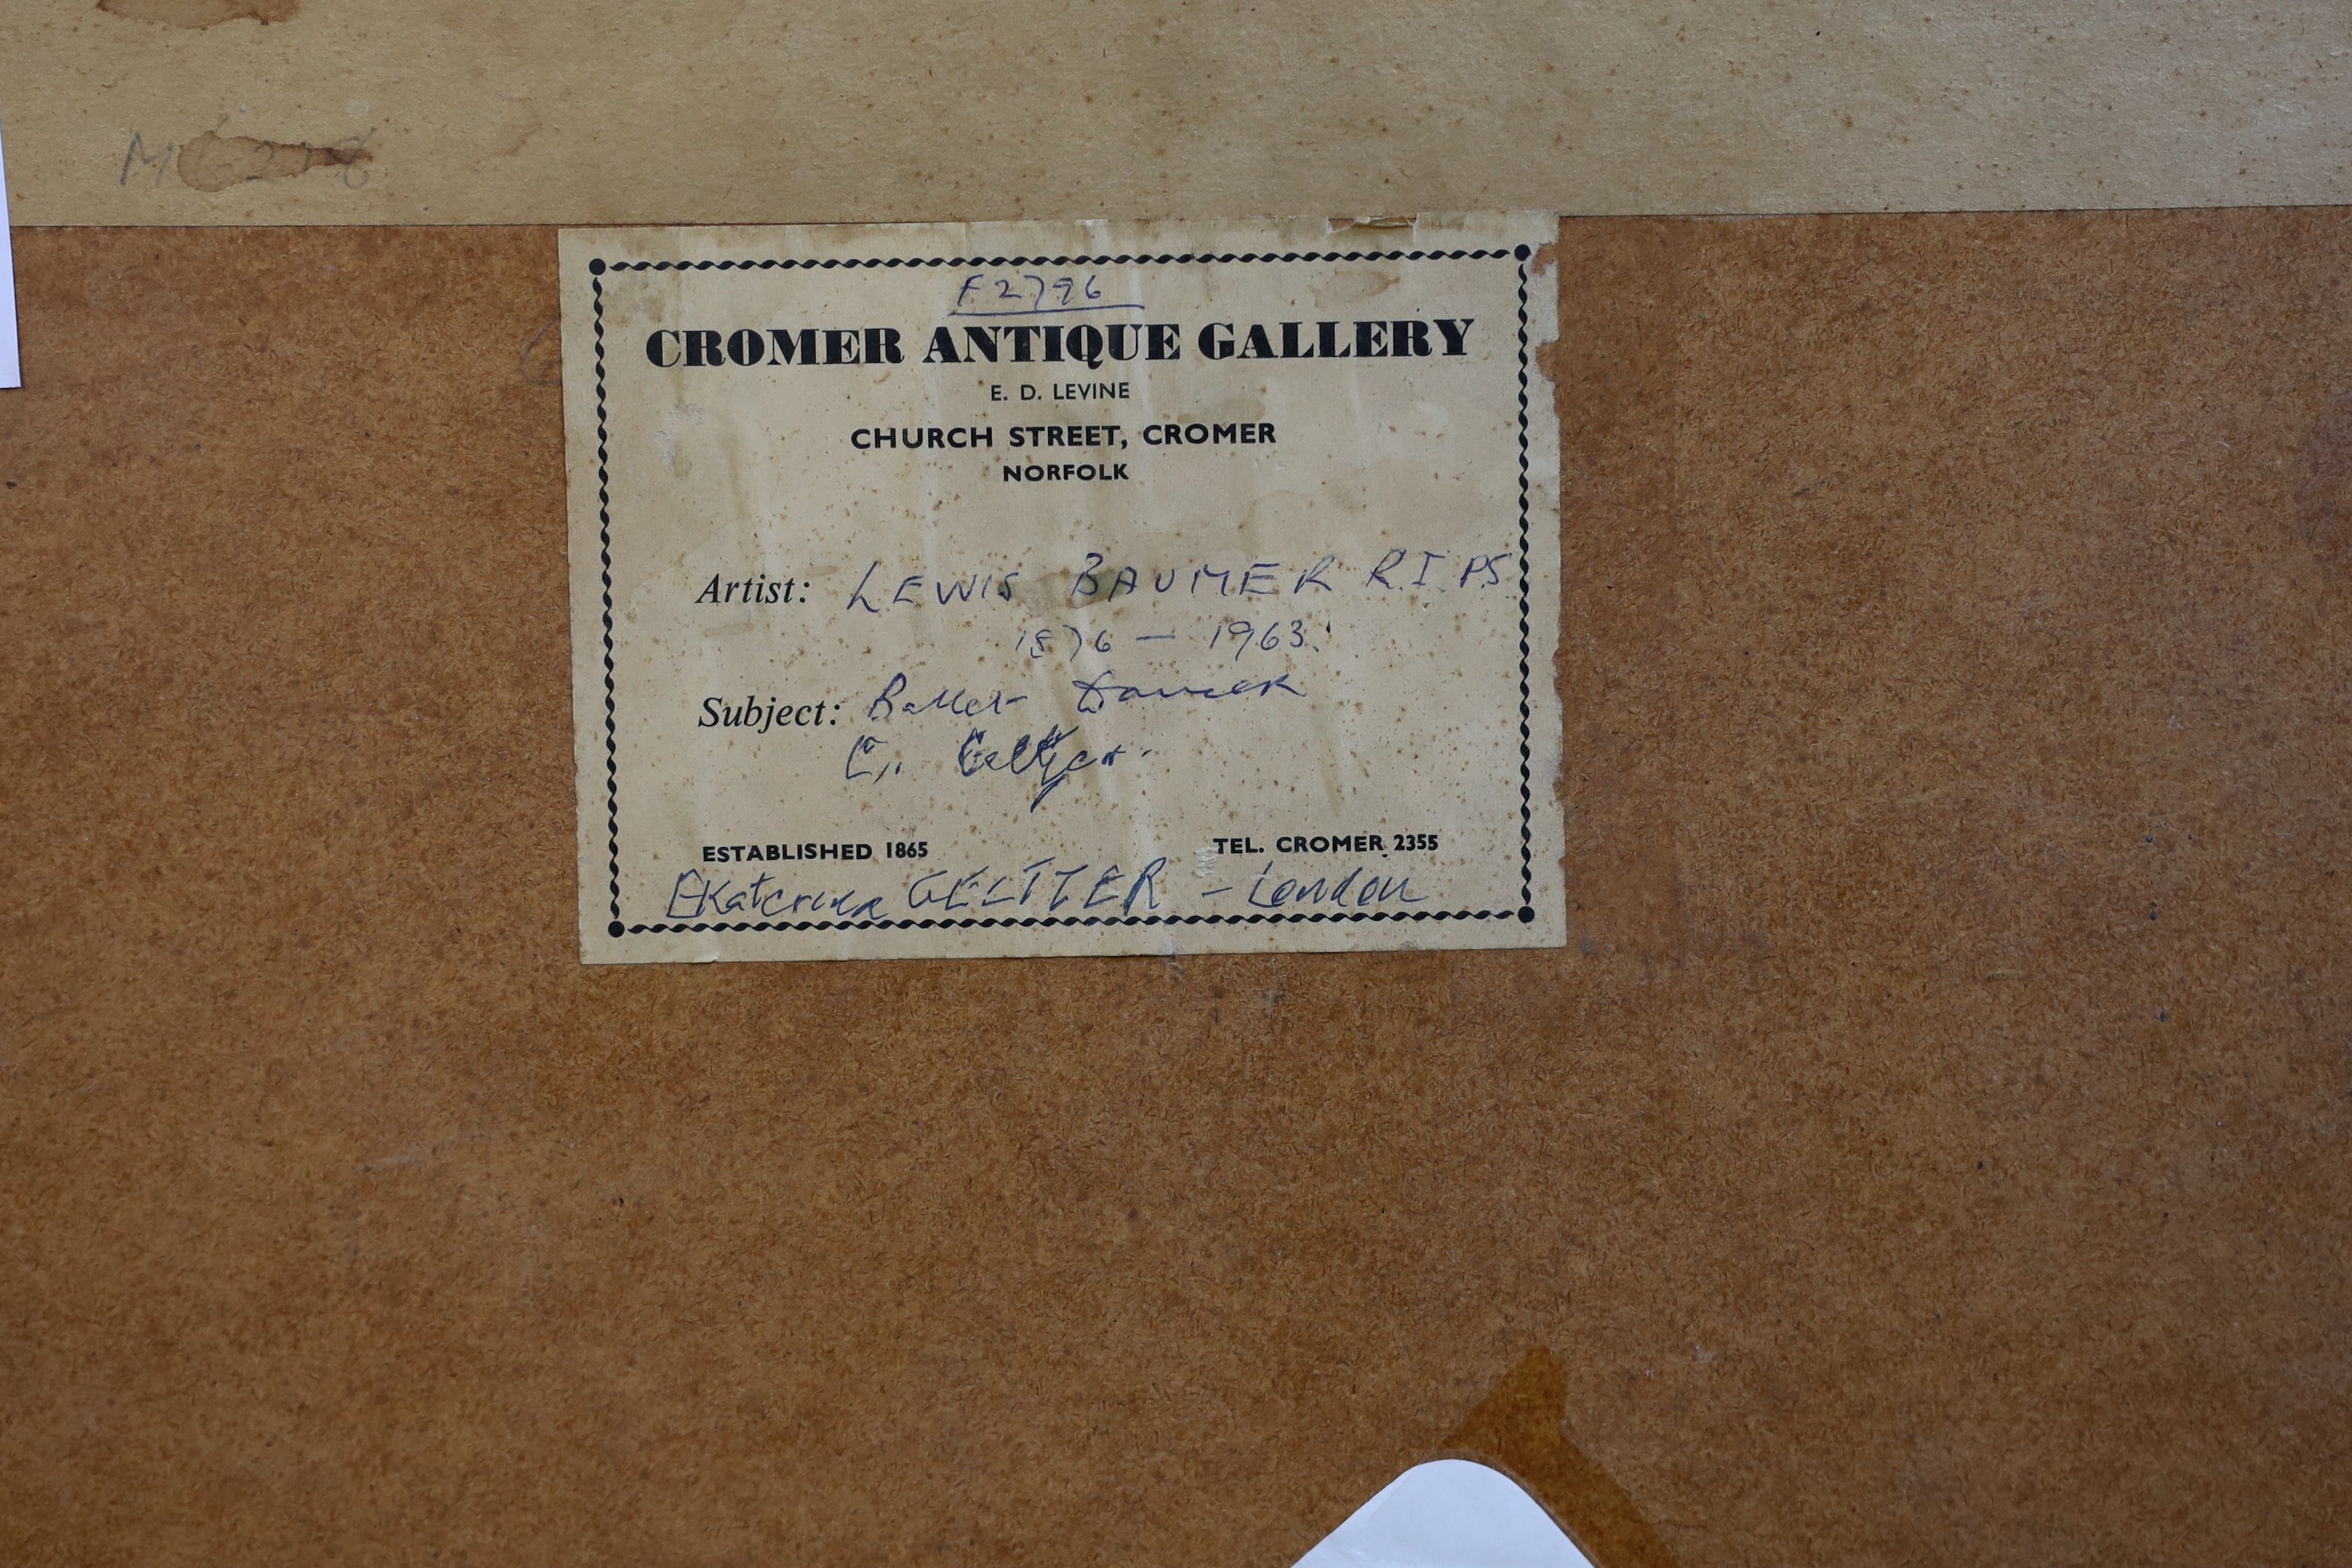 F2796
CROMER ANTIQUE GALLERY
E. D. LEVINE
CHURCH STREET, CROMER
NORFOLK
Artist: LEWIS BAUMER R.I. P.S.
1876 – 1963.
Subject: Ballet Dancer
E. Geltzer.
ESTABLISHED 1865
TEL. CROMER 2355
Ekaterina GELTZER – London